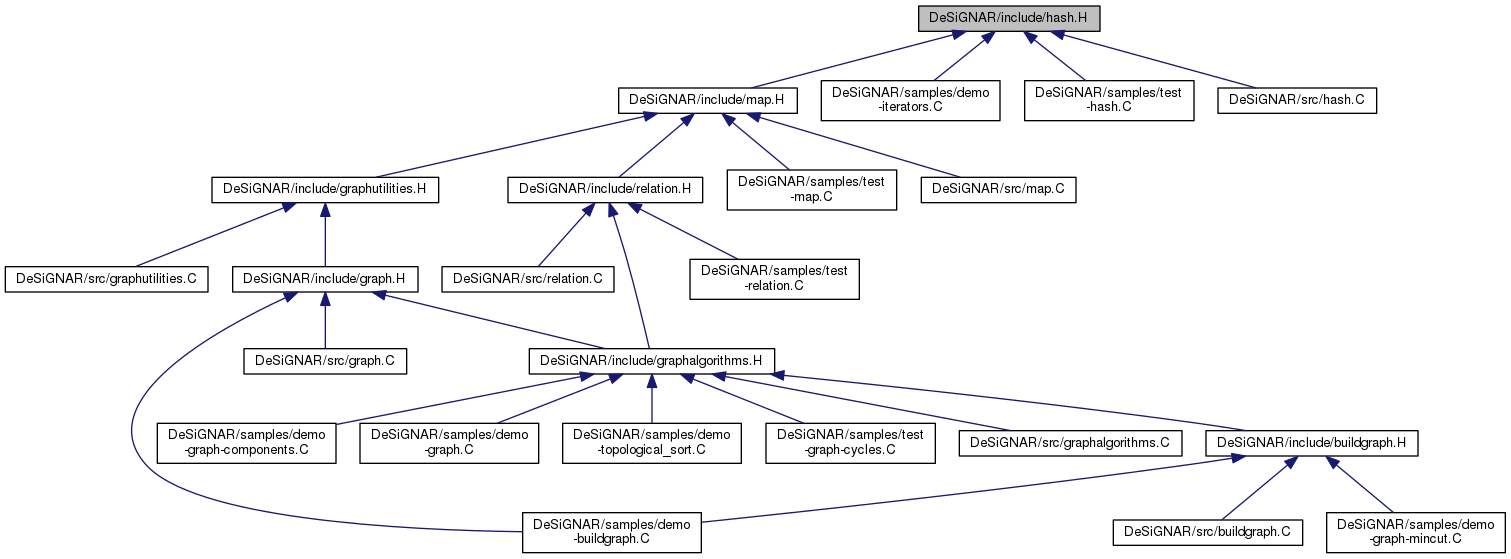 DeSiGNAR/include/hash.H
DeSiGNAR/include/map.H
DeSiGNAR/samples/demo
-iterators.C
DeSiGNAR/samples/test
-hash.C
DeSiGNAR/src/hash.C
DeSiGNAR/include/graphutilities.H
DeSiGNAR/include/relation.H
DeSiGNAR/samples/test
-map.C
DeSiGNAR/src/map.C
DeSiGNAR/src/graphutilities.C
DeSiGNAR/include/graph.H
DeSiGNAR/src/relation.C
DeSiGNAR/samples/test
-relation.C
DeSiGNAR/src/graph.C
DeSiGNAR/include/graphalgorithms.H
DeSiGNAR/samples/demo
-graph-components.C
DeSiGNAR/samples/demo
-graph.C
DeSiGNAR/samples/demo
-topological_sort.C
DeSiGNAR/samples/test
-graph-cycles.C
DeSiGNAR/src/graphalgorithms.C
DeSiGNAR/include/buildgraph.H
DeSiGNAR/samples/demo
-buildgraph.C
DeSiGNAR/src/buildgraph.C
DeSiGNAR/samples/demo
-graph-mincut.C